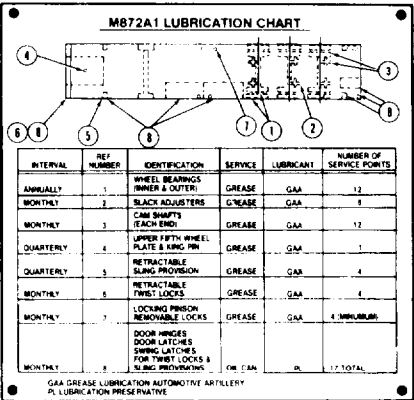 M872A1 LUBRICATION CHART
4
3
6 8 5 8 7 1 2 8
INTERVAL REF NUMBER IDENTIFICATION SERVICE LUBRICANT NUMBER OF SERVICE POINTS
ANNUALLY 1 WHEEL BEARINGS (INNER & OUTER) GREASE GAA 12
MONTHLY 2 SLACK ADJUSTERS GREASE GAA 6
MONTHLY 3 CAM SHAFTS (EACH END) GREASE GAA 12
QUARTERLY 4 UPPER FIFTH WHEEL PLATE & KING PIN GREASE GAA 1
QUARTERLY 5 RETRACTABLE SLING PROVISION GREASE GAA 4
MONTHLY 6 RETRACTABLE TWIST LOCKS GREASE GAA 4
MONTHLY 7 LOCKING PINS ON REMOVABLE LOCKS GREASE GAA 4 (MINIMUM)
MONTHLY 8 DOOR HINGES DOOR LATCHES SWING LATCHES FOR TWIST LOCKS & SLING PROVISIONS OIL CAN PL 17 TOTAL
GAA GREASE LUBRICATION AUTOMOTIVE ARTILLERY
PL LUBRICATION PRESERVATIVE